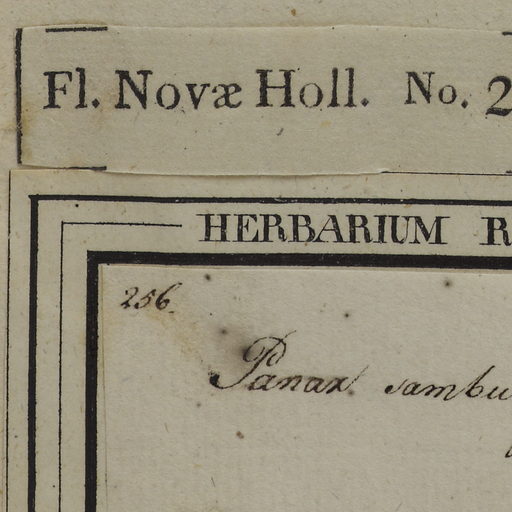 Fl. Novæ Holl. No. 2
HERBARIUM R
256.
Panax sambu